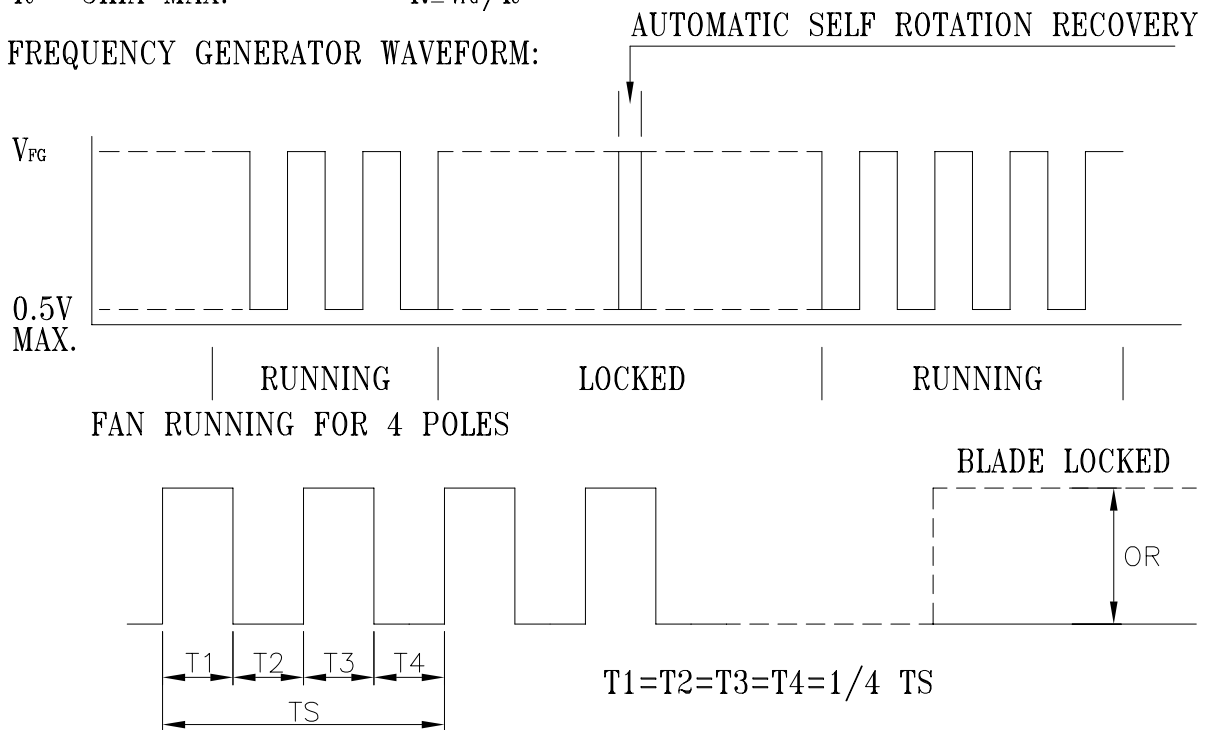 AUTOMATIC SELF ROTATION RECOVERY
FREQUENCY GENERATOR WAVEFORM:
VFG
0.5V
MAX.
RUNNING LOCKED RUNNING
FAN RUNNING FOR 4 POLES
BLADE LOCKED
OR
T1 T2 T3 T4
T1=T2=T3=T4=1/4 TS
TS